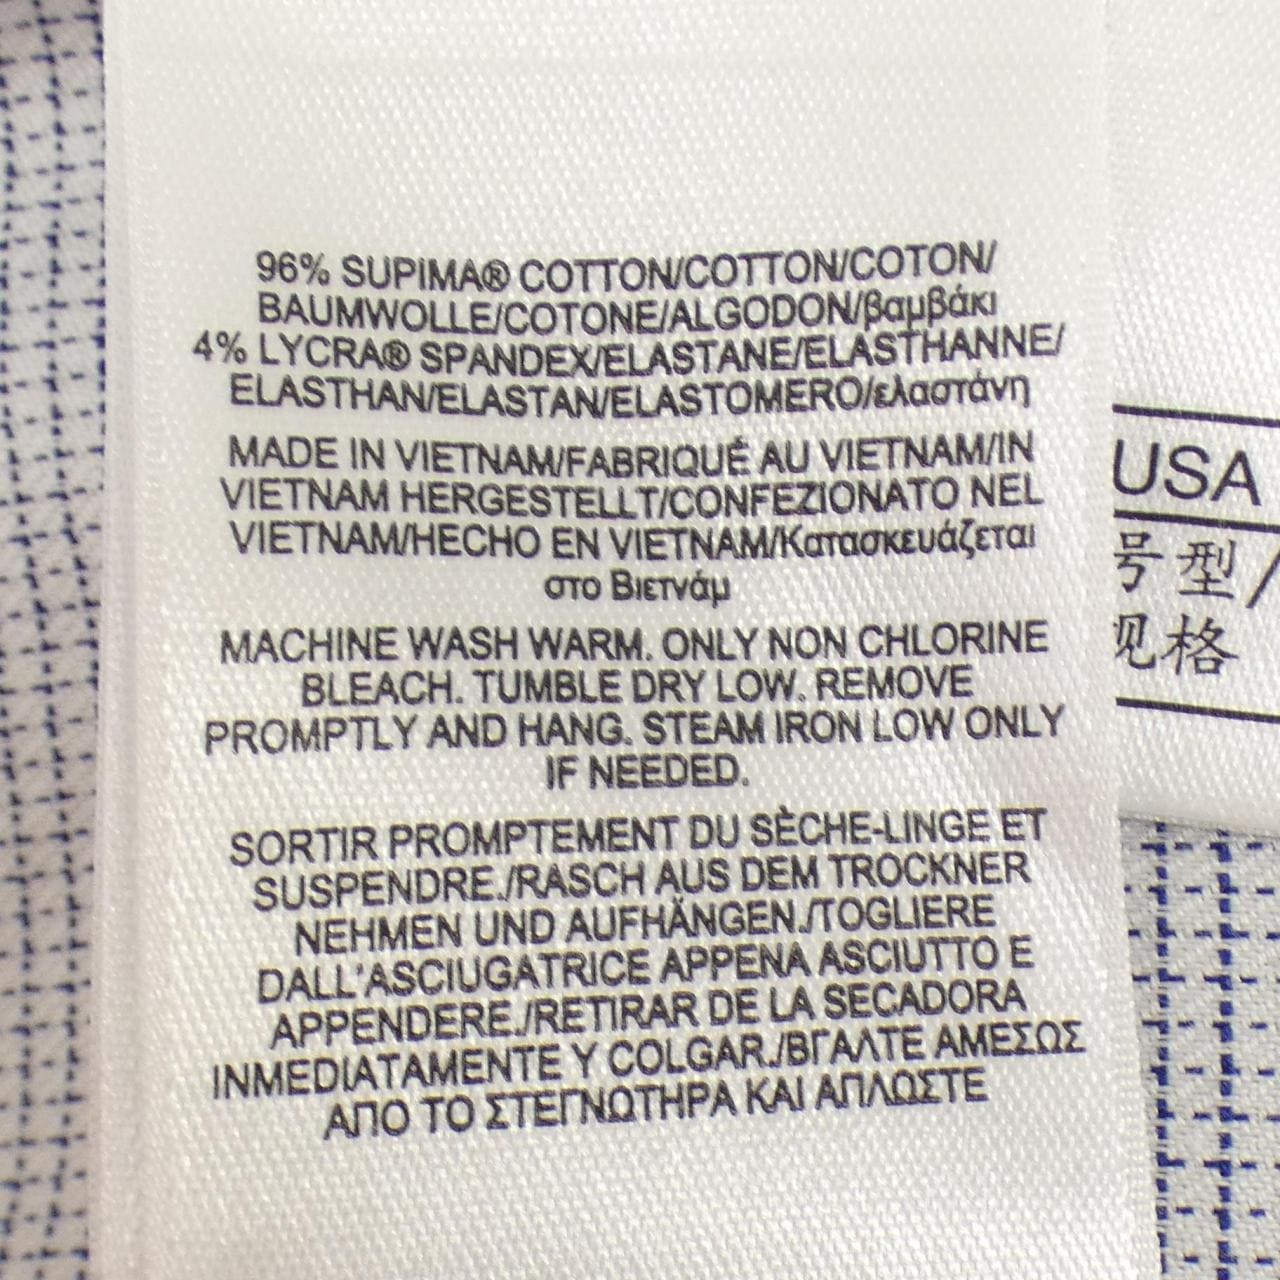 96% SUPIMA® COTTON/COTTON/COTON/
BAUMWOLLE/COTONE/ALGODON/βαμβάκι
4% LYCRA® SPANDEX/ELASTANE/ELASTHANNE/
ELASTHAN/ELASTAN/ELASTOMERO/ελαστάνη
MADE IN VIETNAM/FABRIQUÉ AU VIETNAM/IN
VIETNAM HERGESTELLT/CONFEZIONATO NEL
VIETNAM/HECHO EN VIETNAM/Κατασκευάζεται
στο Βιετνάμ
MACHINE WASH WARM. ONLY NON CHLORINE
BLEACH. TUMBLE DRY LOW. REMOVE
PROMPTLY AND HANG. STEAM IRON LOW ONLY
IF NEEDED.
SORTIR PROMPTEMENT DU SÈCHE-LINGE ET
SUSPENDRE./RASCH AUS DEM TROCKNER
NEHMEN UND AUFHÄNGEN./TOGLIERE
DALL'ASCIUGATRICE APPENA ASCIUTTO E
APPENDERE./RETIRAR DE LA SECADORA
INMEDIATAMENTE Y COLGAR./ΒΓΑΛΤΕ ΑΜΕΣΩΣ
ΑΠΟ ΤΟ ΣΤΕΓΝΩΤΗΡΑ ΚΑΙ ΑΠΛΩΣΤΕ
USA
号型/
规格